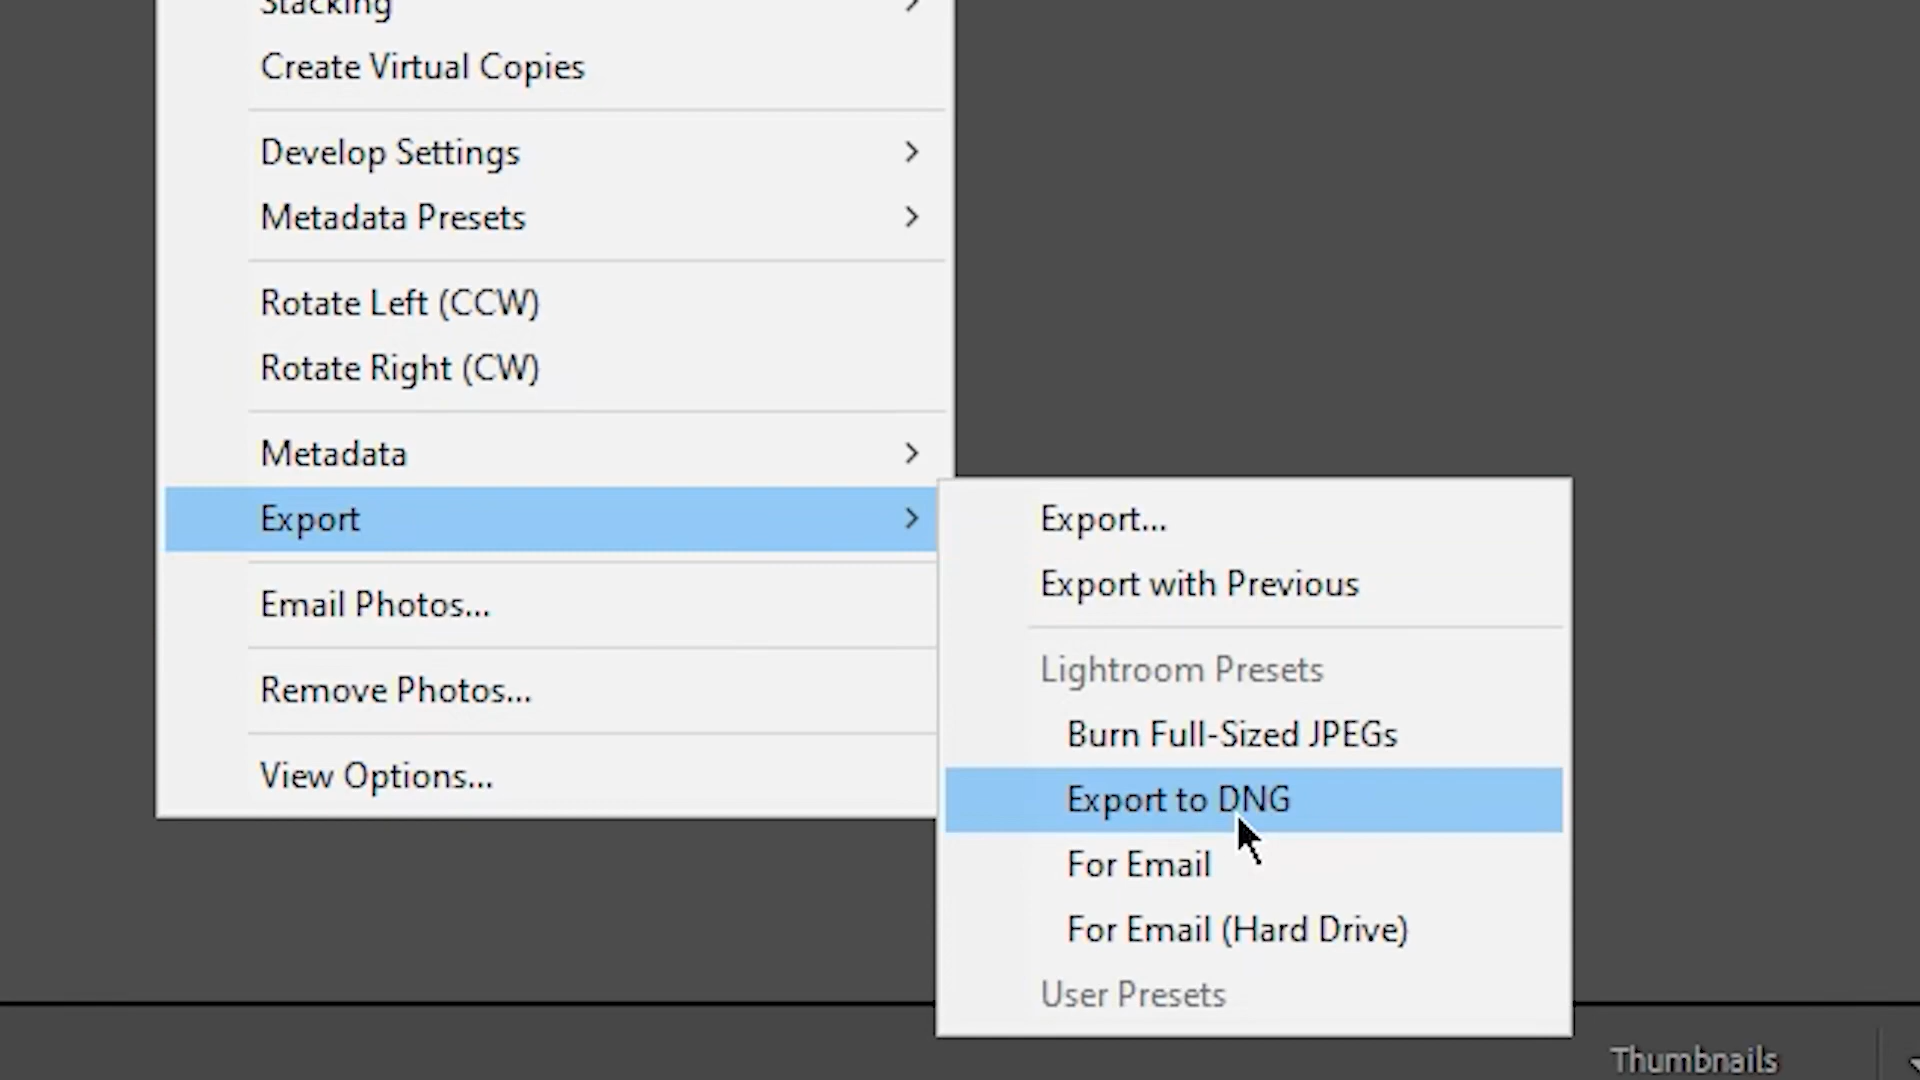 Stacking
Create Virtual Copies
Develop Settings
Metadata Presets
Rotate Left (CCW)
Rotate Right (CW)
Metadata
Export
Email Photos...
Remove Photos...
View Options...
Export...
Export with Previous
Lightroom Presets
Burn Full-Sized JPEGs
Export to DNG
For Email
For Email (Hard Drive)
User Presets
Thumbnails